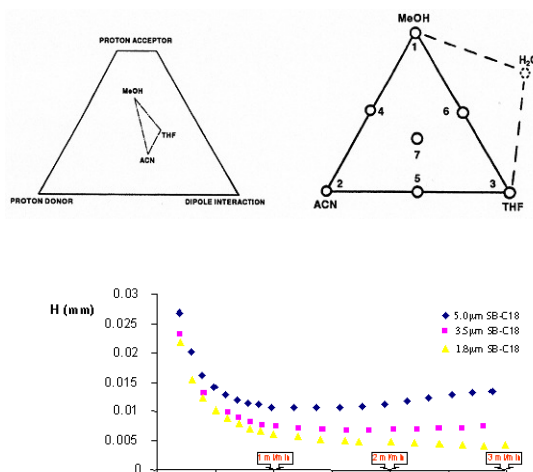 PROTON ACCEPTOR
MeOH
THF
ACN
PROTON DONOR
DIPOLE INTERACTION
MeOH
1
H₂O
4
6
7
2
5
3
ACN
THF
H (mm)
0.03
0.025
0.02
0.015
0.01
0.005
0
5.0µm SB-C18
3.5µm SB-C18
1.8µm SB-C18
1 ml/min
2 ml/min
3 ml/min